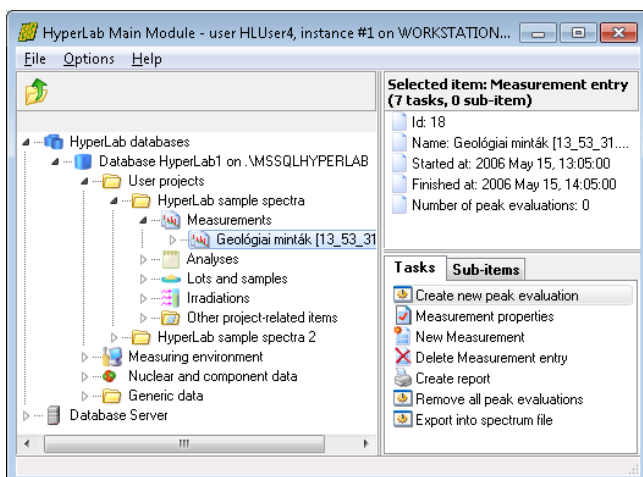 HyperLab Main Module - user HLUser4, instance #1 on WORKSTATION...
File Options Help
HyperLab databases
Database HyperLab1 on .\MSSQLHYPERLAB
User projects
HyperLab sample spectra
Measurements
Geológiai minták [13_53_31
Analyses
Lots and samples
Irradiations
Other project-related items
HyperLab sample spectra 2
Measuring environment
Nuclear and component data
Generic data
Database Server
Selected item: Measurement entry
(7 tasks, 0 sub-item)
Id: 18
Name: Geológiai minták [13_53_31....
Started at: 2006 May 15, 13:05:00
Finished at: 2006 May 15, 14:05:00
Number of peak evaluations: 0
Tasks Sub-items
Create new peak evaluation
Measurement properties
New Measurement
Delete Measurement entry
Create report
Remove all peak evaluations
Export into spectrum file